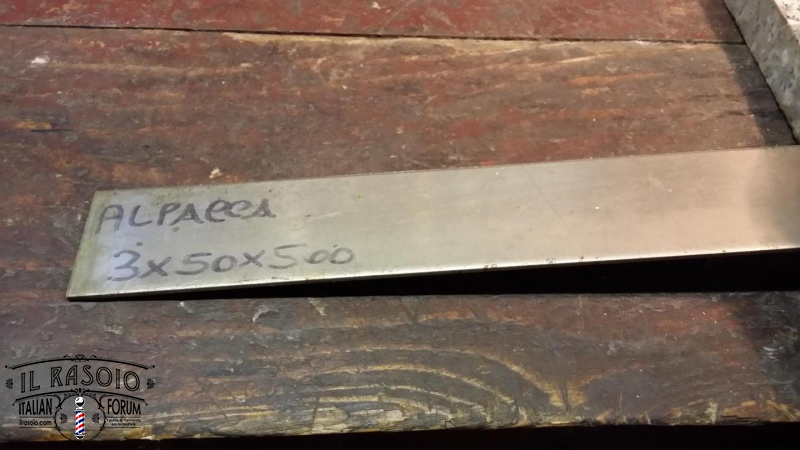 ALPACCA
3x50x500
IL RASOIO
ITALIAN FORUM
ilrasoio.com